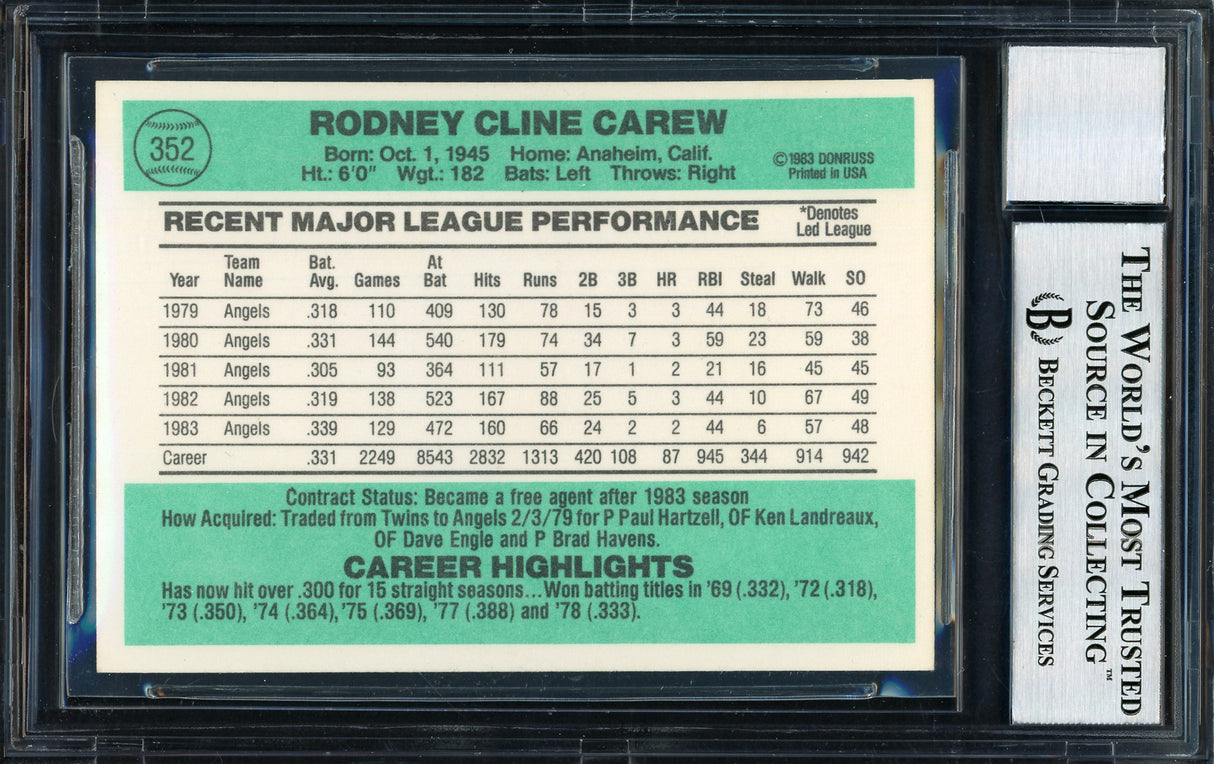 352
RODNEY CLINE CAREW
Born: Oct. 1, 1945 Home: Anaheim, Calif.
Ht.: 6'0" Wgt.: 182 Bats: Left Throws: Right
©1983 DONRUSS
Printed in USA
RECENT MAJOR LEAGUE PERFORMANCE
*Denotes
Led League
Year Team Name Bat. Avg. Games At Bat Hits Runs 2B 3B HR RBI Steal Walk SO
1979 Angels .318 110 409 130 78 15 3 3 44 18 73 46
1980 Angels .331 144 540 179 74 34 7 3 59 23 59 38
1981 Angels .305 93 364 111 57 17 1 2 21 16 45 45
1982 Angels .319 138 523 167 88 25 5 3 44 10 67 49
1983 Angels .339 129 472 160 66 24 2 2 44 6 57 48
Career .331 2249 8543 2832 1313 420 108 87 945 344 914 942
Contract Status: Became a free agent after 1983 season
How Acquired: Traded from Twins to Angels 2/3/79 for P Paul Hartzell, OF Ken Landreaux,
OF Dave Engle and P Brad Havens.
CAREER HIGHLIGHTS
Has now hit over .300 for 15 straight seasons...Won batting titles in '69 (.332), '72 (.318),
'73 (.350), '74 (.364), '75 (.369), '77 (.388) and '78 (.333).
THE WORLD'S MOST TRUSTED
SOURCE IN COLLECTING™
B BECKETT GRADING SERVICES